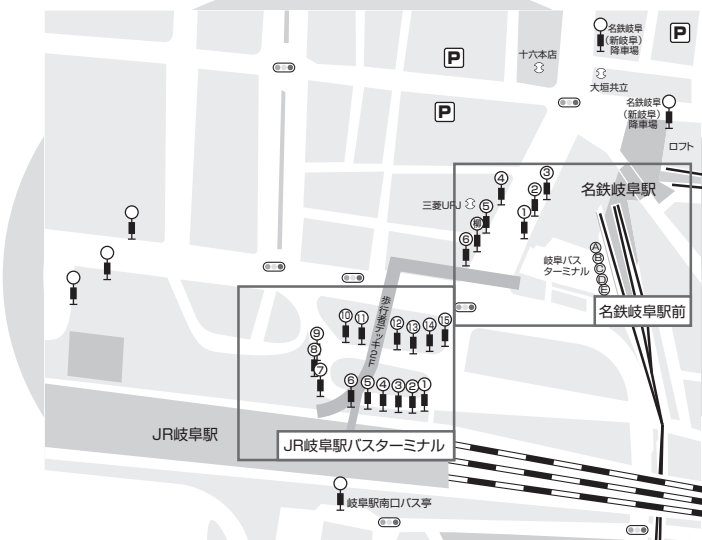 名鉄岐阜
(新岐阜)
降車場
P
P
十六本店
大垣共立
P
名鉄岐阜
(新岐阜)
降車場
ロフト
④
③
②
名鉄岐阜駅
三菱UFJ
⑤
①
柳
⑥
岐阜バス
ターミナル
A
B
C
D
E
名鉄岐阜駅前
歩行者デッキ2F
⑩
⑪
⑫
⑬
⑭
⑮
⑨
⑧
⑦
⑥
⑤
④
③
②
①
JR岐阜駅
JR岐阜駅バスターミナル
岐阜駅南口バス亭